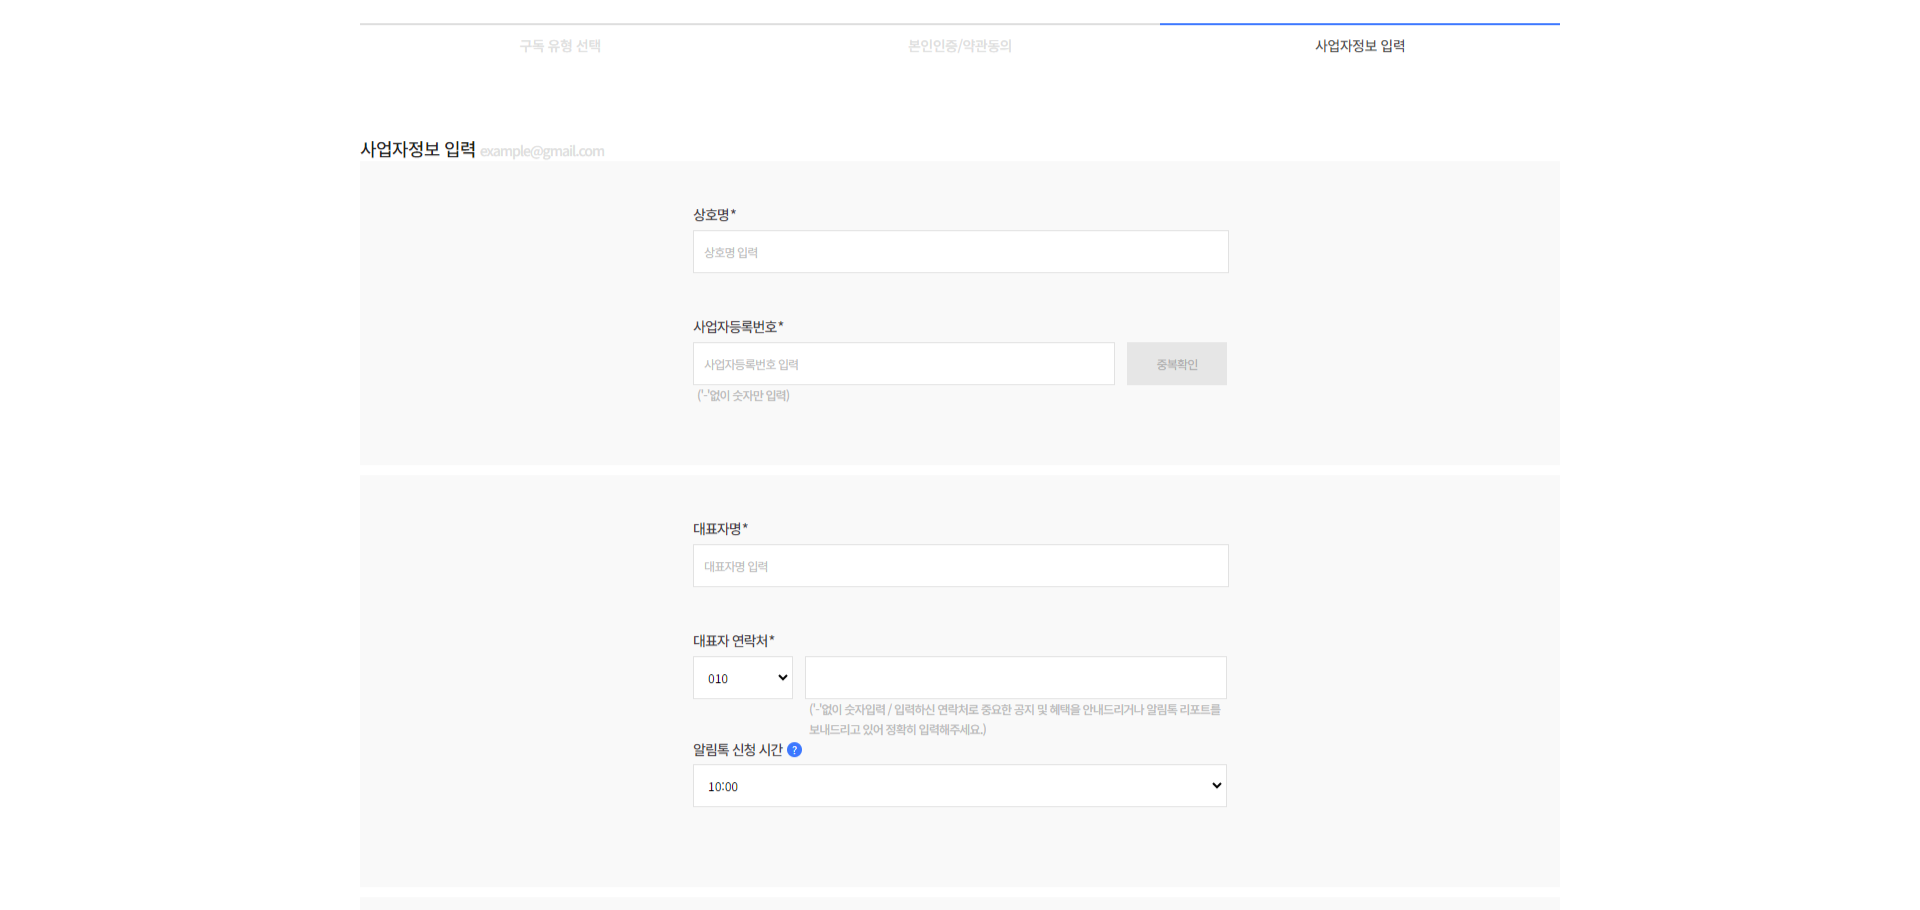 구독 유형 선택
본인인증/약관동의
사업자정보 입력
사업자정보 입력 example@gmail.com
상호명*
상호명 입력
사업자등록번호*
사업자등록번호 입력
중복확인
('-'없이 숫자만 입력)
대표자명*
대표자명 입력
대표자 연락처*
010
('-'없이 숫자입력 / 입력하신 연락처로 중요한 공지 및 혜택을 안내드리거나 알림톡 리포트를
보내드리고 있어 정확히 입력해주세요.)
알림톡 신청 시간 ?
10:00